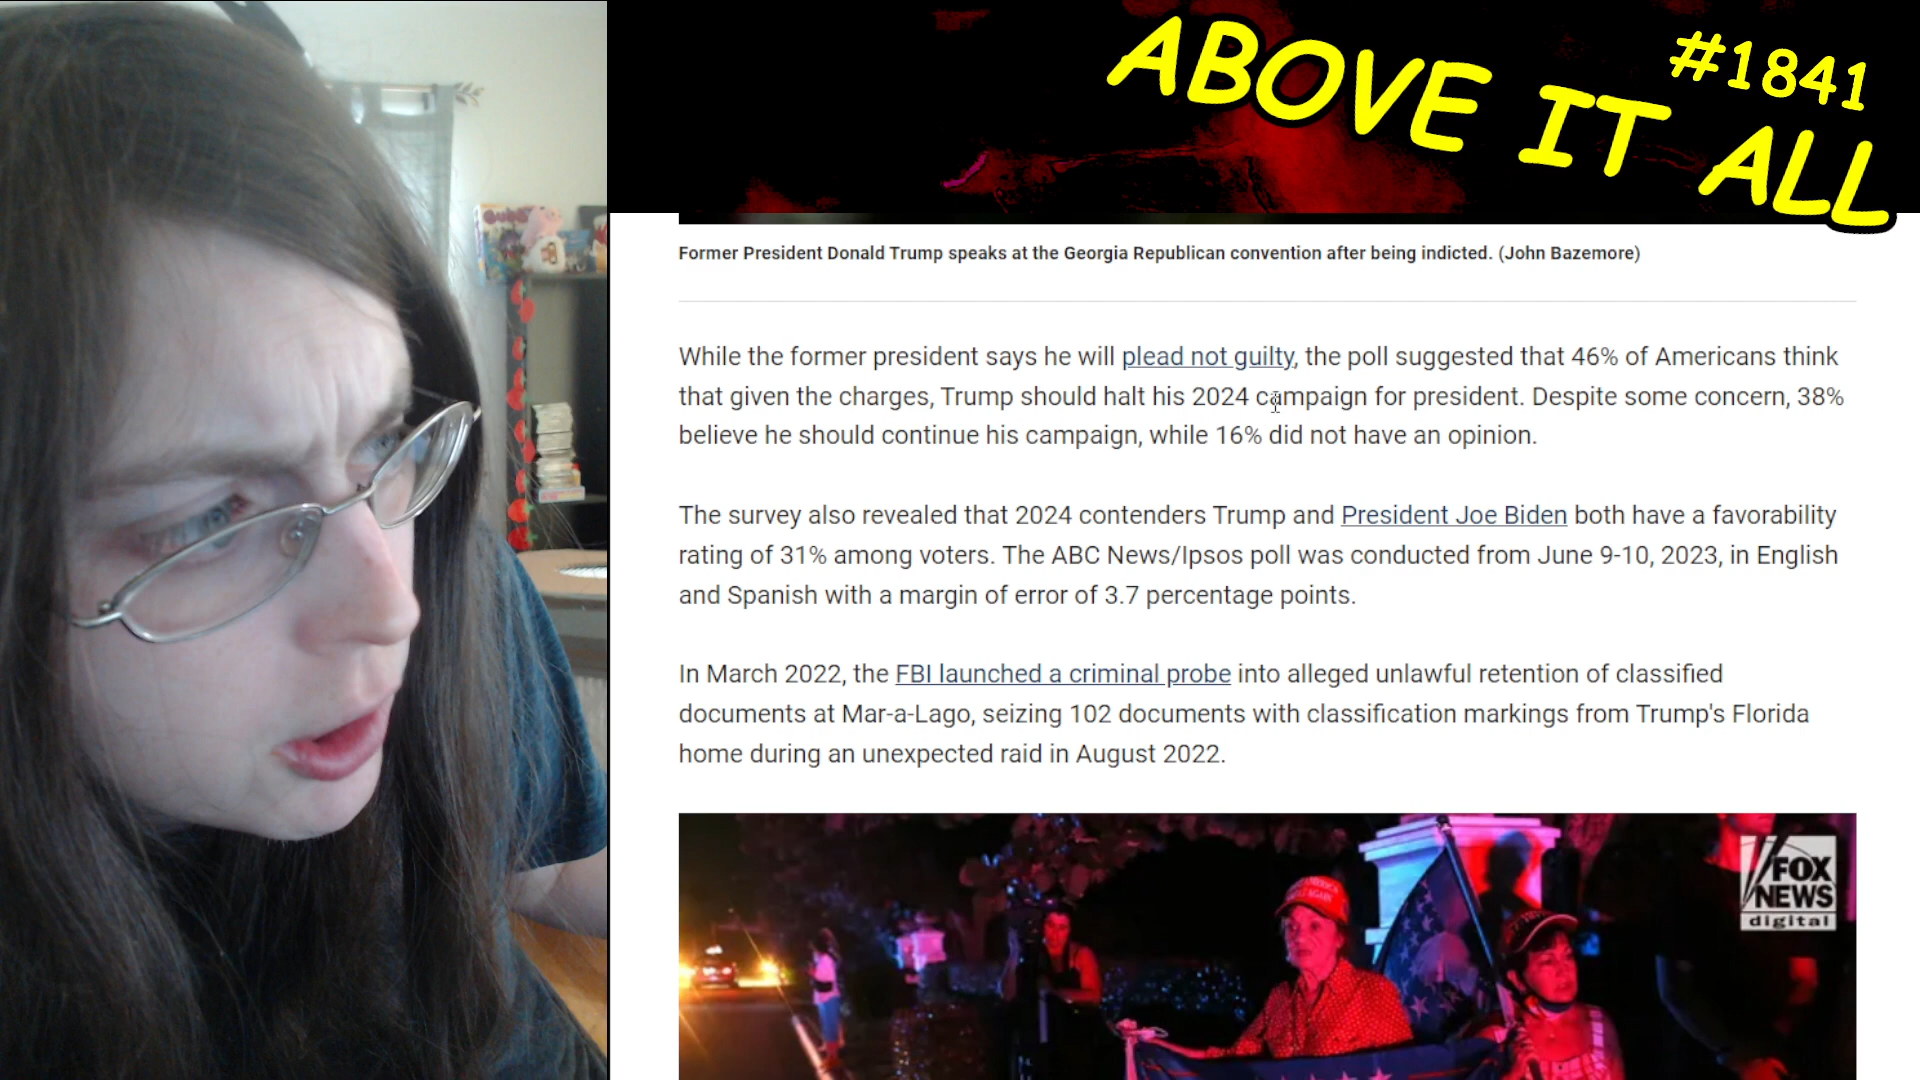 #1841
ABOVE IT ALL
Former President Donald Trump speaks at the Georgia Republican convention after being indicted. (John Bazemore)
While the former president says he will plead not guilty, the poll suggested that 46% of Americans think
that given the charges, Trump should halt his 2024 campaign for president. Despite some concern, 38%
believe he should continue his campaign, while 16% did not have an opinion.
The survey also revealed that 2024 contenders Trump and President Joe Biden both have a favorability
rating of 31% among voters. The ABC News/Ipsos poll was conducted from June 9-10, 2023, in English
and Spanish with a margin of error of 3.7 percentage points.
In March 2022, the FBI launched a criminal probe into alleged unlawful retention of classified
documents at Mar-a-Lago, seizing 102 documents with classification markings from Trump's Florida
home during an unexpected raid in August 2022.
FOX
NEWS
digital